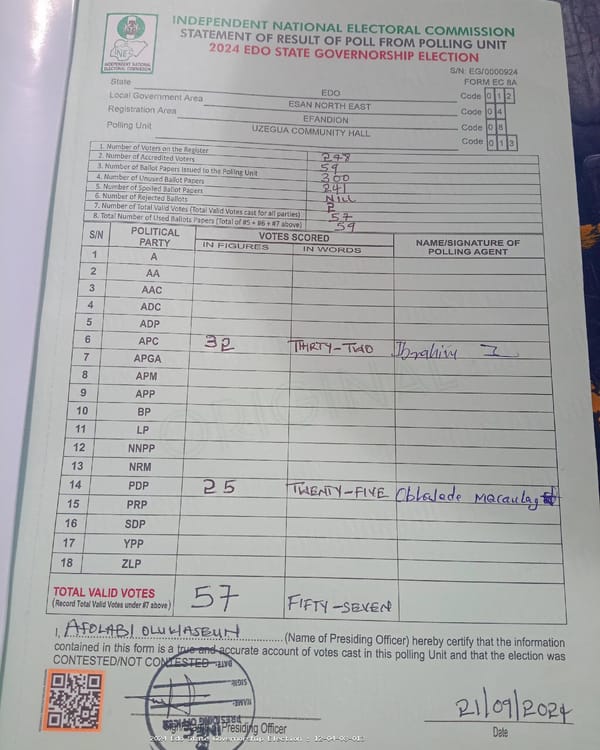 INDEPENDENT NATIONAL ELECTORAL COMMISSION
STATEMENT OF RESULT OF POLL FROM POLLING UNIT
2024 EDO STATE GOVERNORSHIP ELECTION
INEC
INDEPENDENT NATIONAL ELECTORAL COMMISSION
S/N: EG/0000924
FORM EC 8A
State EDO Code 0 1 2
Local Government Area ESAN NORTH EAST Code 0 4
Registration Area EFANDION Code 0 8
Polling Unit UZEGUA COMMUNITY HALL Code 0 1 3
1. Number of Voters on the Register 298
2. Number of Accredited Voters 59
3. Number of Ballot Papers Issued to the Polling Unit 300
4. Number of Unused Ballot Papers 241
5. Number of Spoiled Ballot Papers NILL
6. Number of Rejected Ballots 2
7. Number of Total Valid Votes (Total Valid Votes cast for all parties) 57
8. Total Number of Used Ballots Papers (Total of #5 + #6 + #7 above) 59
S/N POLITICAL PARTY VOTES SCORED NAME/SIGNATURE OF POLLING AGENT
IN FIGURES IN WORDS
1 A
2 AA
3 AAC
4 ADC
5 ADP
6 APC 32 THIRTY-TWO Ibrahim I
7 APGA
8 APM
9 APP
10 BP
11 LP
12 NNPP
13 NRM
14 PDP 25 TWENTY-FIVE Macaulay
15 PRP
16 SDP
17 YPP
18 ZLP
ORIGINAL
TOTAL VALID VOTES 57 FIFTY-SEVEN
(Record Total Valid Votes under #7 above)
I, AFOLABI OLUWASEUN (Name of Presiding Officer) hereby certify that the information
contained in this form is a true and accurate account of votes cast in this polling Unit and that the election was
CONTESTED/NOT CONTESTED
DATE:
SIGN:
NAME:
PRESIDING OFFICER
Presiding Officer
21/09/2024
Date
2024 Edo State Governorship Election - 12-04-08-013